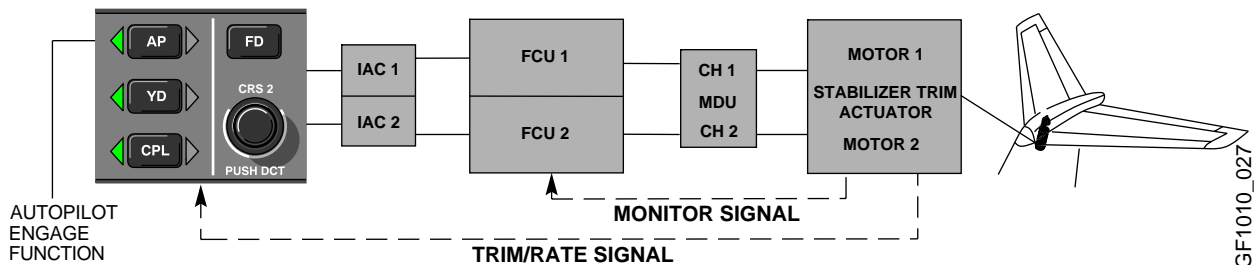 AP
FD
YD
CRS 2
CPL
PUSH DCT
AUTOPILOT
ENGAGE
FUNCTION
IAC 1
IAC 2
FCU 1
FCU 2
CH 1
MDU
CH 2
MOTOR 1
STABILIZER TRIM
ACTUATOR
MOTOR 2
MONITOR SIGNAL
TRIM/RATE SIGNAL
GF1010_027